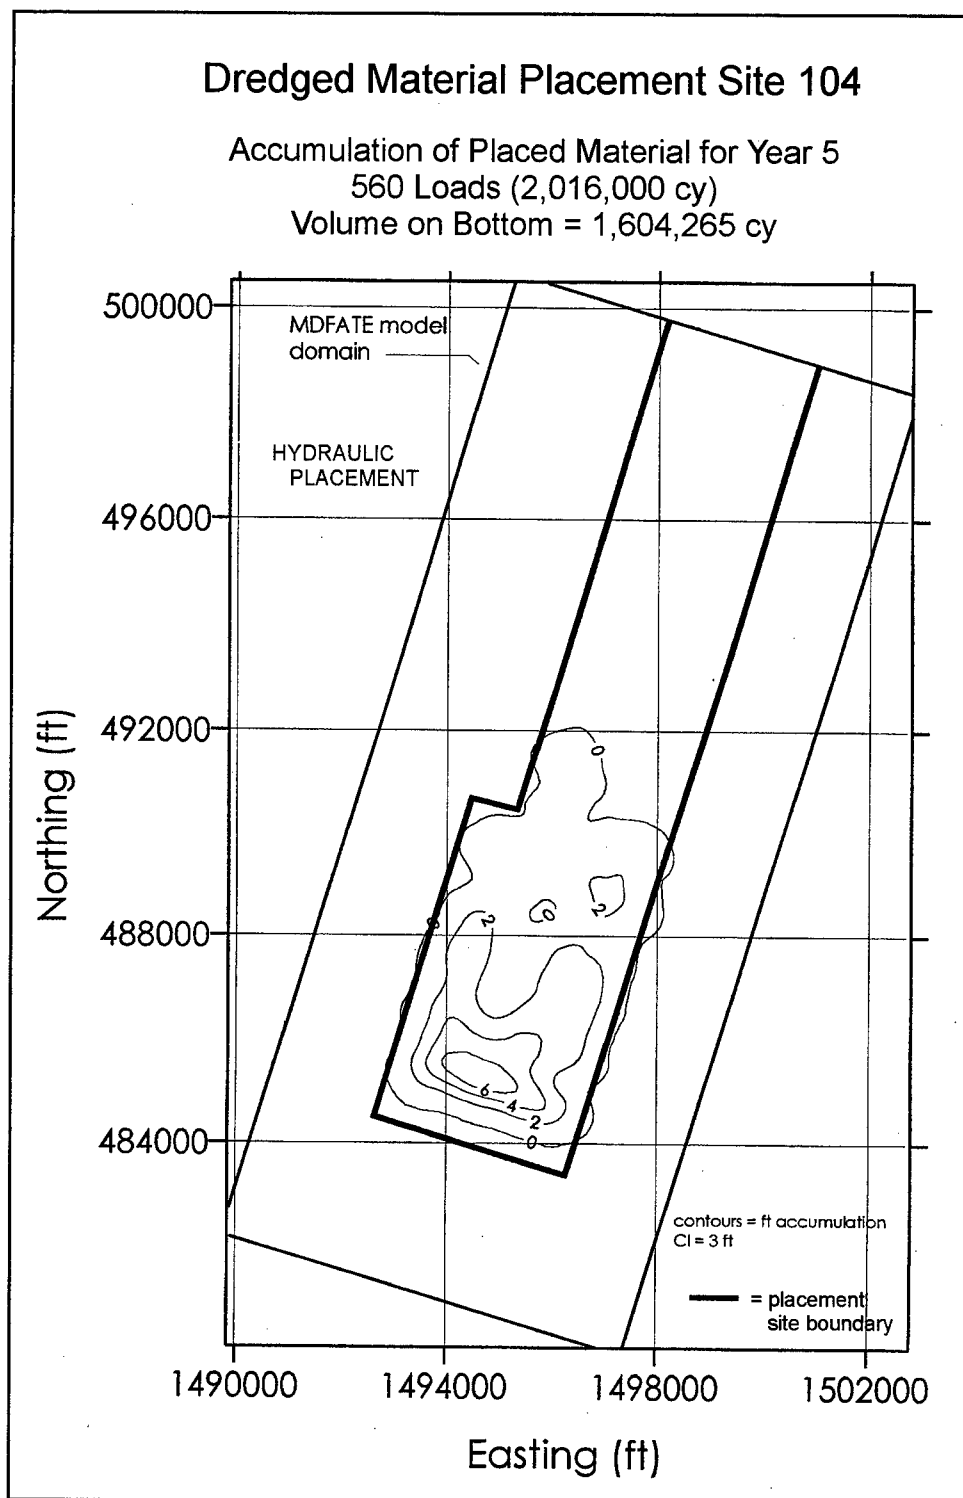 Dredged Material Placement Site 104
Accumulation of Placed Material for Year 5
560 Loads (2,016,000 cy)
Volume on Bottom = 1,604,265 cy
500000
MDFATE model
domain
HYDRAULIC
PLACEMENT
496000
492000
0
Northing (ft)
2
0
2
0
488000
6
4
2
0
484000
contours = ft accumulation
CI = 3 ft
= placement
site boundary
1490000
1494000
1498000
1502000
Easting (ft)